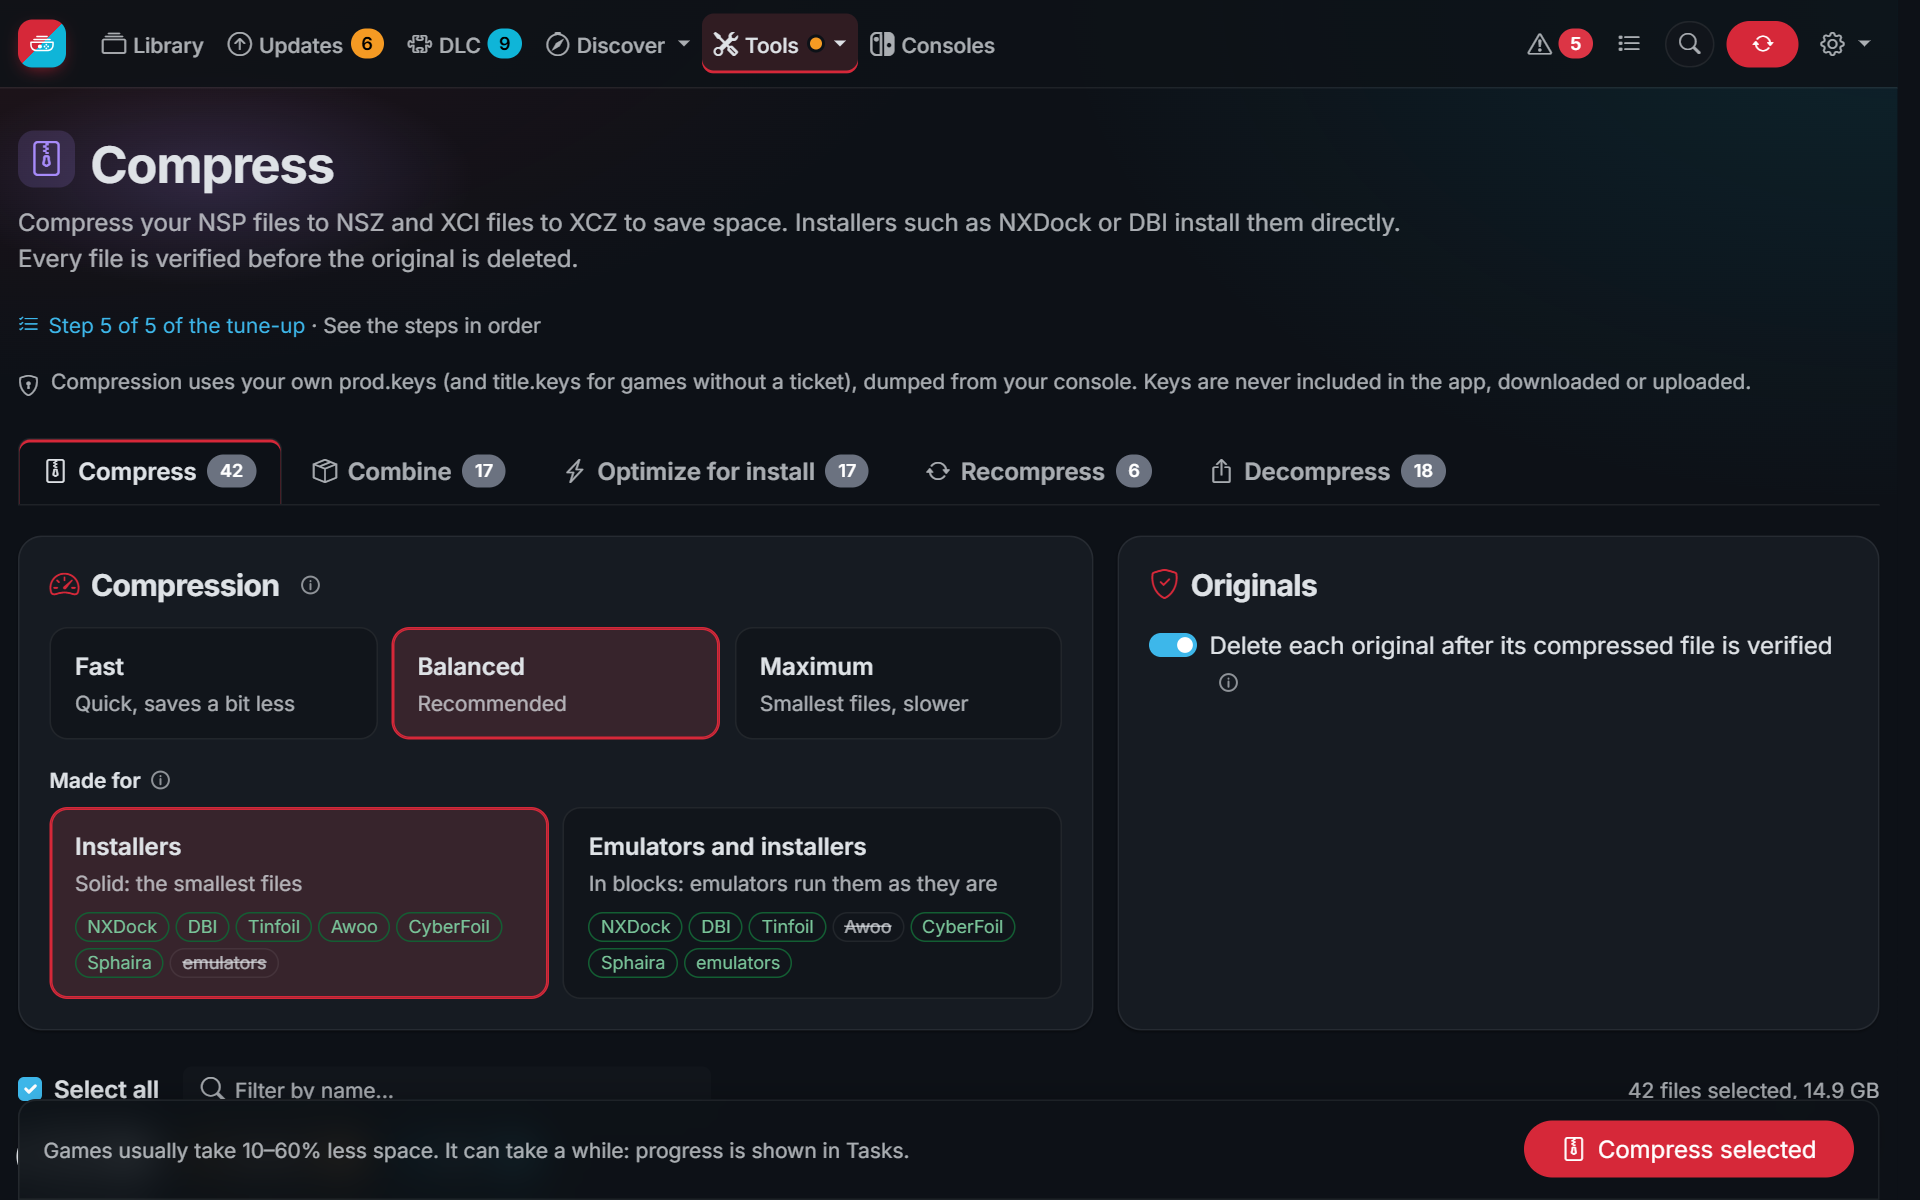 Library Updates 6 DLC 9 Discover Tools Consoles 5
Compress
Compress your NSP files to NSZ and XCI files to XCZ to save space. Installers such as NXDock or DBI install them directly.
Every file is verified before the original is deleted.
Step 5 of 5 of the tune-up · See the steps in order
Compression uses your own prod.keys (and title.keys for games without a ticket), dumped from your console. Keys are never included in the app, downloaded or uploaded.
Compress 42 Combine 17 Optimize for install 17 Recompress 6 Decompress 18
Compression
Fast
Quick, saves a bit less
Balanced
Recommended
Maximum
Smallest files, slower
Made for
Installers
Solid: the smallest files
NXDock DBI Tinfoil Awoo CyberFoil
Sphaira emulators
Emulators and installers
In blocks: emulators run them as they are
NXDock DBI Tinfoil Awoo CyberFoil
Sphaira emulators
Originals
Delete each original after its compressed file is verified
Select all Filter by name... 42 files selected, 14.9 GB
Games usually take 10–60% less space. It can take a while: progress is shown in Tasks.
Compress selected